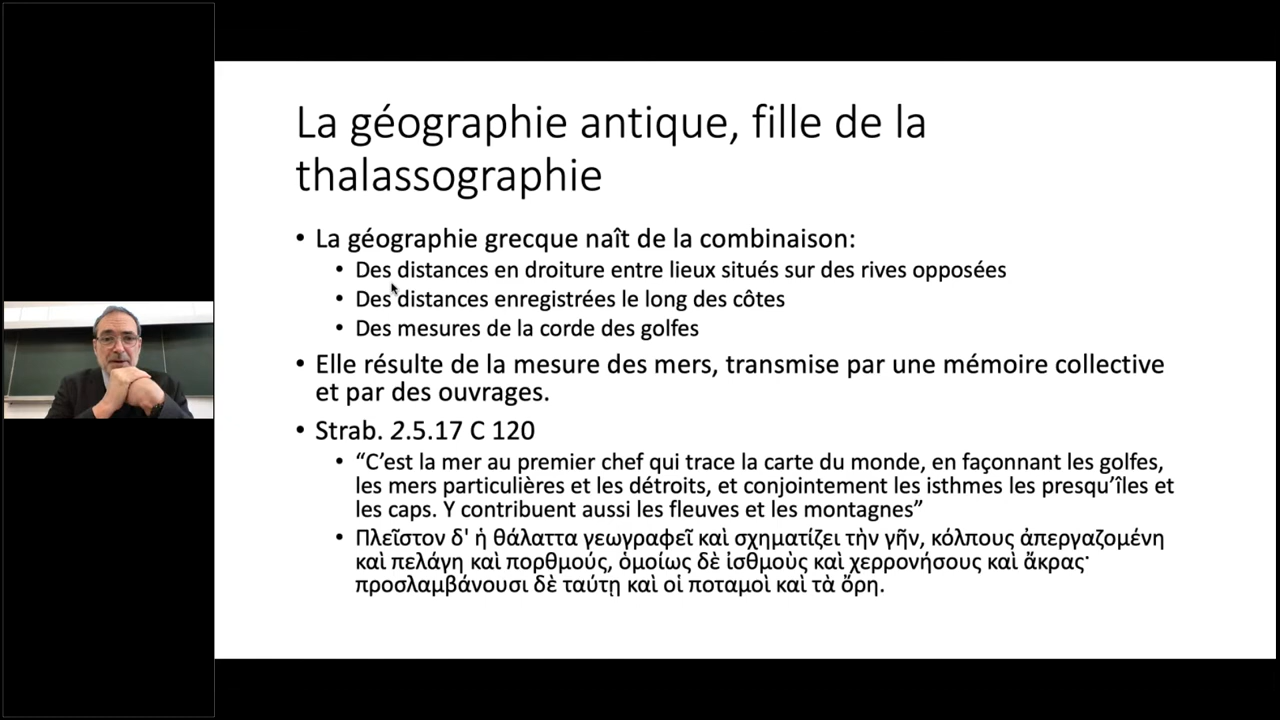 La géographie antique, fille de la
thalassographie
• La géographie grecque naît de la combinaison:
• Des distances en droiture entre lieux situés sur des rives opposées
• Des distances enregistrées le long des côtes
• Des mesures de la corde des golfes
• Elle résulte de la mesure des mers, transmise par une mémoire collective
et par des ouvrages.
• Strab. 2.5.17 C 120
• “C’est la mer au premier chef qui trace la carte du monde, en façonnant les golfes,
les mers particulières et les détroits, et conjointement les isthmes les presqu’îles et
les caps. Y contribuent aussi les fleuves et les montagnes”
• Πλεῖστον δ' ἡ θάλαττα γεωγραφεῖ καὶ σχηματίζει τὴν γῆν, κόλπους ἀπεργαζομένη
καὶ πελάγη καὶ πορθμούς, ὁμοίως δὲ ἰσθμοὺς καὶ χερρονήσους καὶ ἄκρας·
προσλαμβάνουσι δὲ ταύτῃ καὶ οἱ ποταμοὶ καὶ τὰ ὄρη.